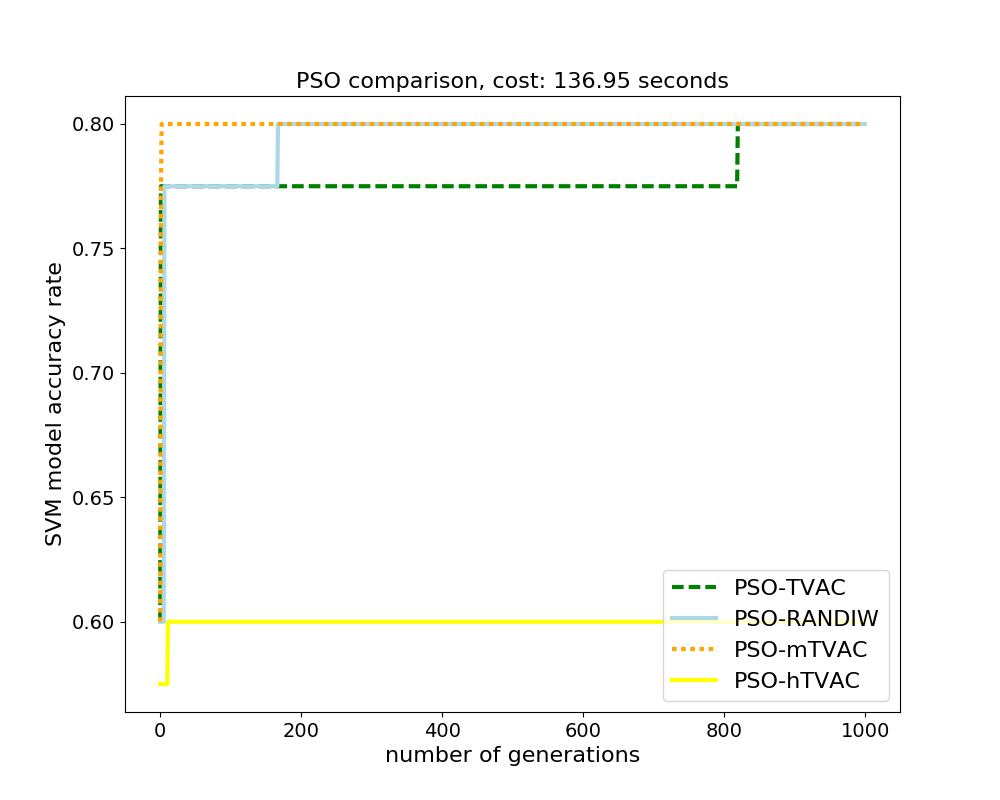 PSO comparison, cost: 136.95 seconds
SVM model accuracy rate
0.80
0.75
0.70
0.65
0.60
PSO-TVAC
PSO-RANDIW
PSO-mTVAC
PSO-hTVAC
0 200 400 600 800 1000
number of generations